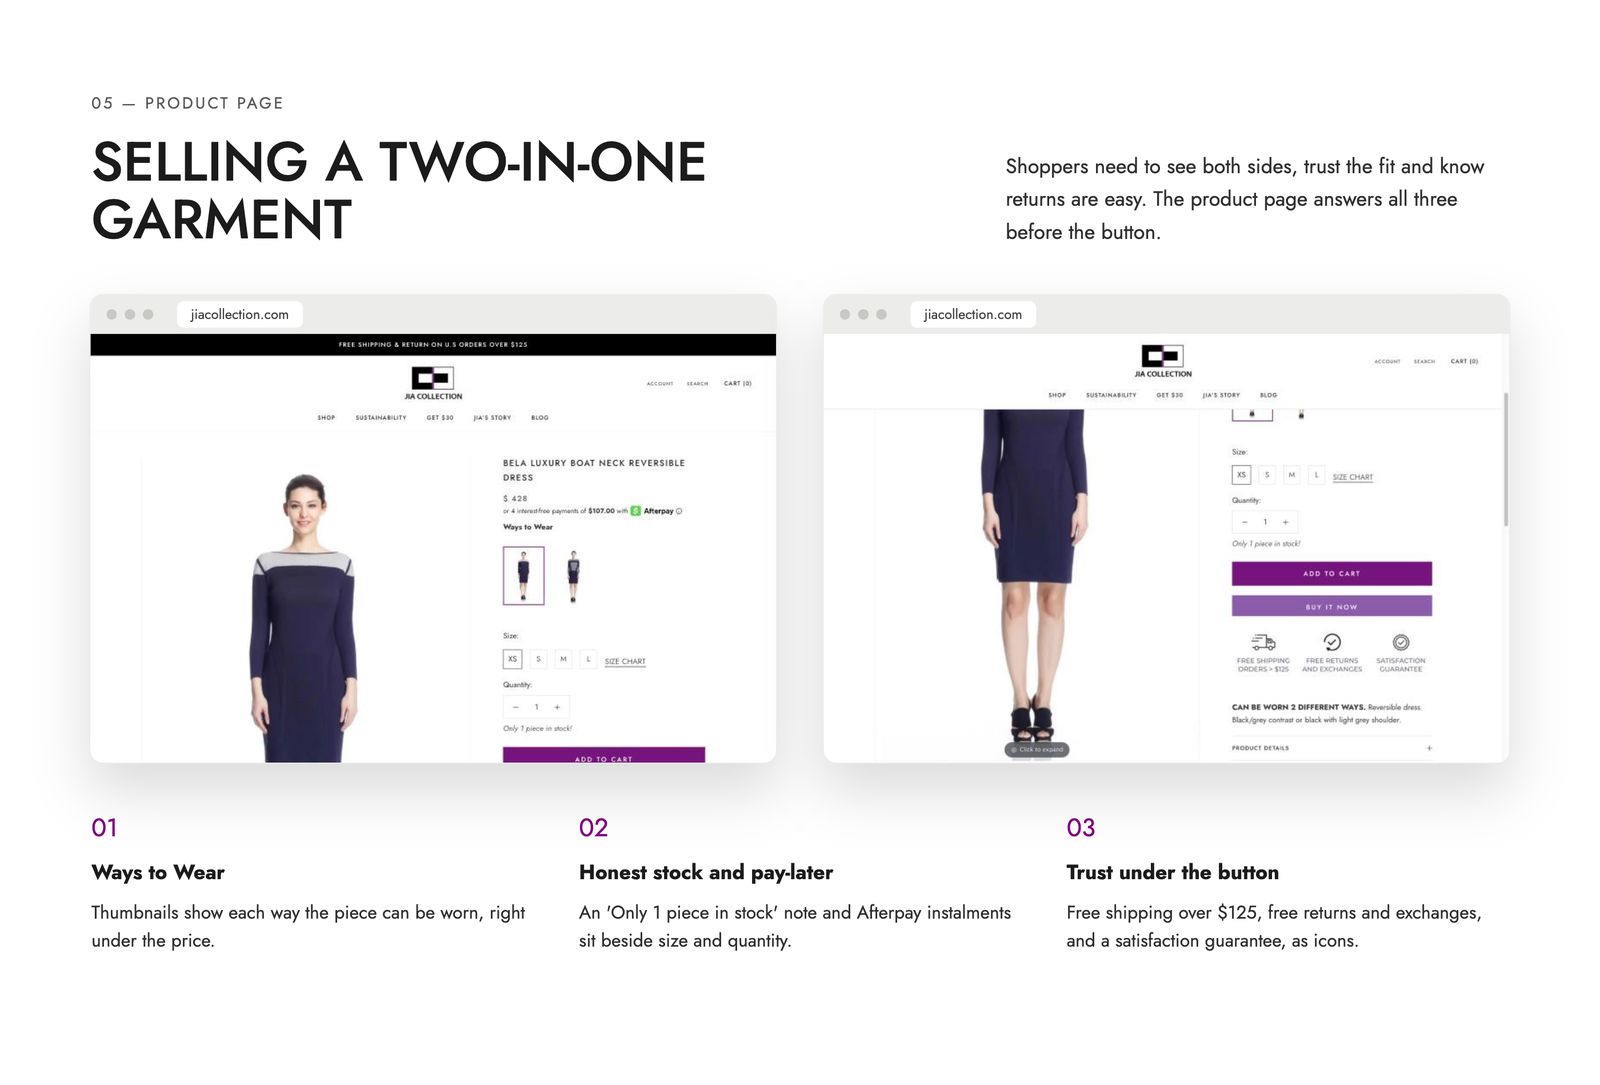 05 — PRODUCT PAGE
SELLING A TWO-IN-ONE
GARMENT
Shoppers need to see both sides, trust the fit and know
returns are easy. The product page answers all three
before the button.
jiacollection.com
FREE SHIPPING & RETURN ON U.S ORDERS OVER $125
JIA COLLECTION
ACCOUNT SEARCH CART (0)
SHOP SUSTAINABILITY GET $30 JIA'S STORY BLOG
BELA LUXURY BOAT NECK REVERSIBLE
DRESS
$ 428
or 4 interest-free payments of $107.00 with Afterpay
Ways to Wear
Size:
XS S M L SIZE CHART
Quantity:
− 1 +
Only 1 piece in stock!
ADD TO CART
jiacollection.com
JIA COLLECTION
ACCOUNT SEARCH CART (0)
SHOP SUSTAINABILITY GET $30 JIA'S STORY BLOG
Size:
XS S M L SIZE CHART
Quantity:
− 1 +
Only 1 piece in stock!
ADD TO CART
BUY IT NOW
FREE SHIPPING FREE RETURNS SATISFACTION
ORDERS > $125 AND EXCHANGES GUARANTEE
CAN BE WORN 2 DIFFERENT WAYS. Reversible dress.
Black/grey contrast or black with light grey shoulder.
Click to expand
PRODUCT DETAILS +
01
Ways to Wear
Thumbnails show each way the piece can be worn, right
under the price.
02
Honest stock and pay-later
An 'Only 1 piece in stock' note and Afterpay instalments
sit beside size and quantity.
03
Trust under the button
Free shipping over $125, free returns and exchanges,
and a satisfaction guarantee, as icons.